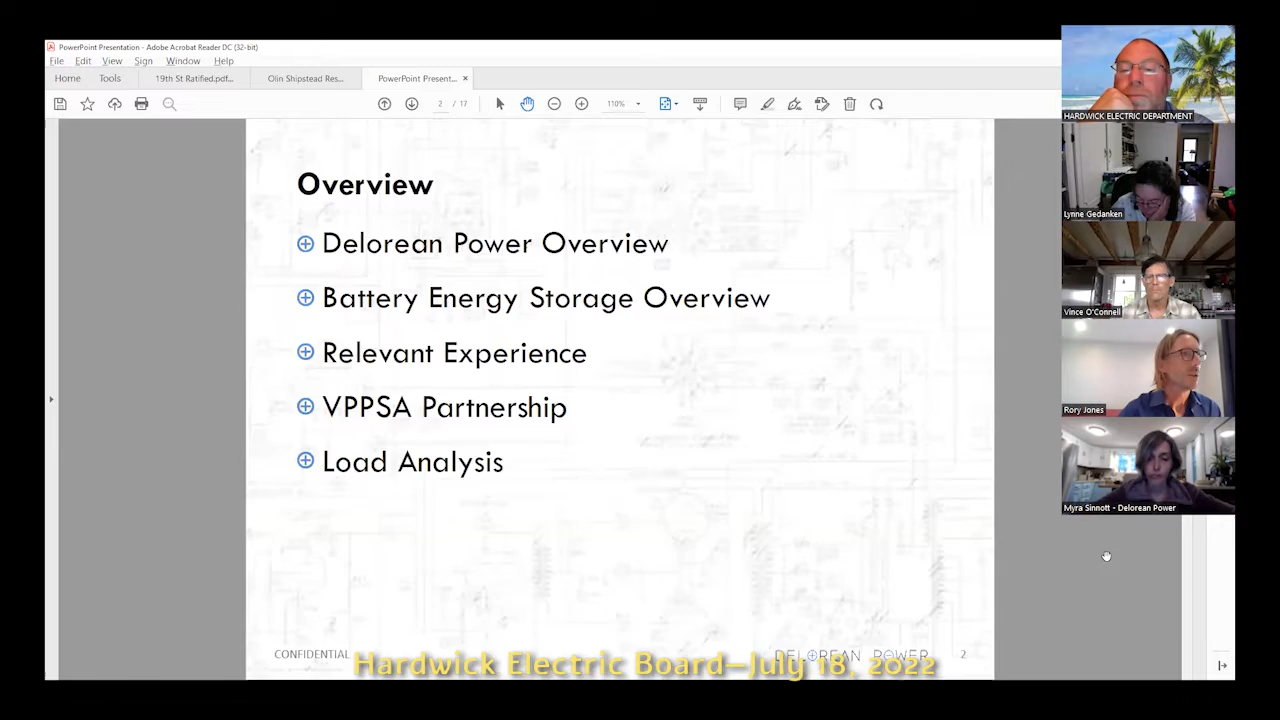 PowerPoint Presentation - Adobe Acrobat Reader DC (32-bit)
File Edit View Sign Window Help
Home Tools 19th St Ratified.pdf... Olin Shipstead Res... PowerPoint Present... ×
2 / 17 110%
Overview
Delorean Power Overview
Battery Energy Storage Overview
Relevant Experience
VPPSA Partnership
Load Analysis
CONFIDENTIAL DELOREAN POWER 2
Hardwick Electric Board—July 18, 2022
HARDWICK ELECTRIC DEPARTMENT
Lynne Gedanken
Vince O'Connell
Rory Jones
Myra Sinnott - Delorean Power